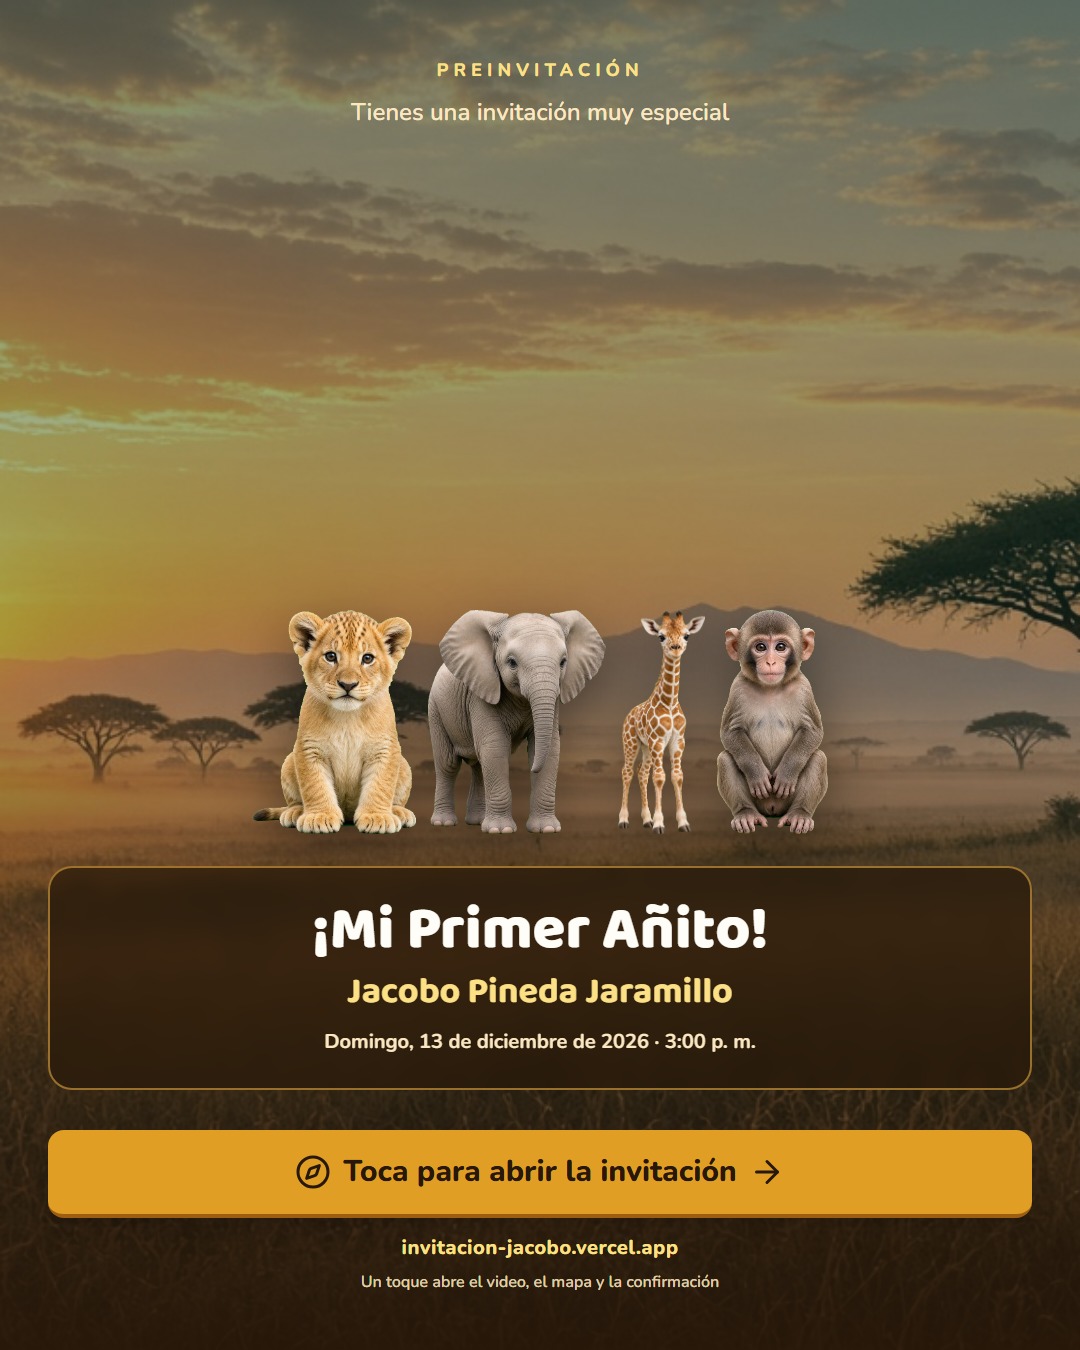 PREINVITACIÓN
Tienes una invitación muy especial
¡Mi Primer Añito!
Jacobo Pineda Jaramillo
Domingo, 13 de diciembre de 2026 · 3:00 p. m.
Toca para abrir la invitación
invitacion-jacobo.vercel.app
Un toque abre el video, el mapa y la confirmación